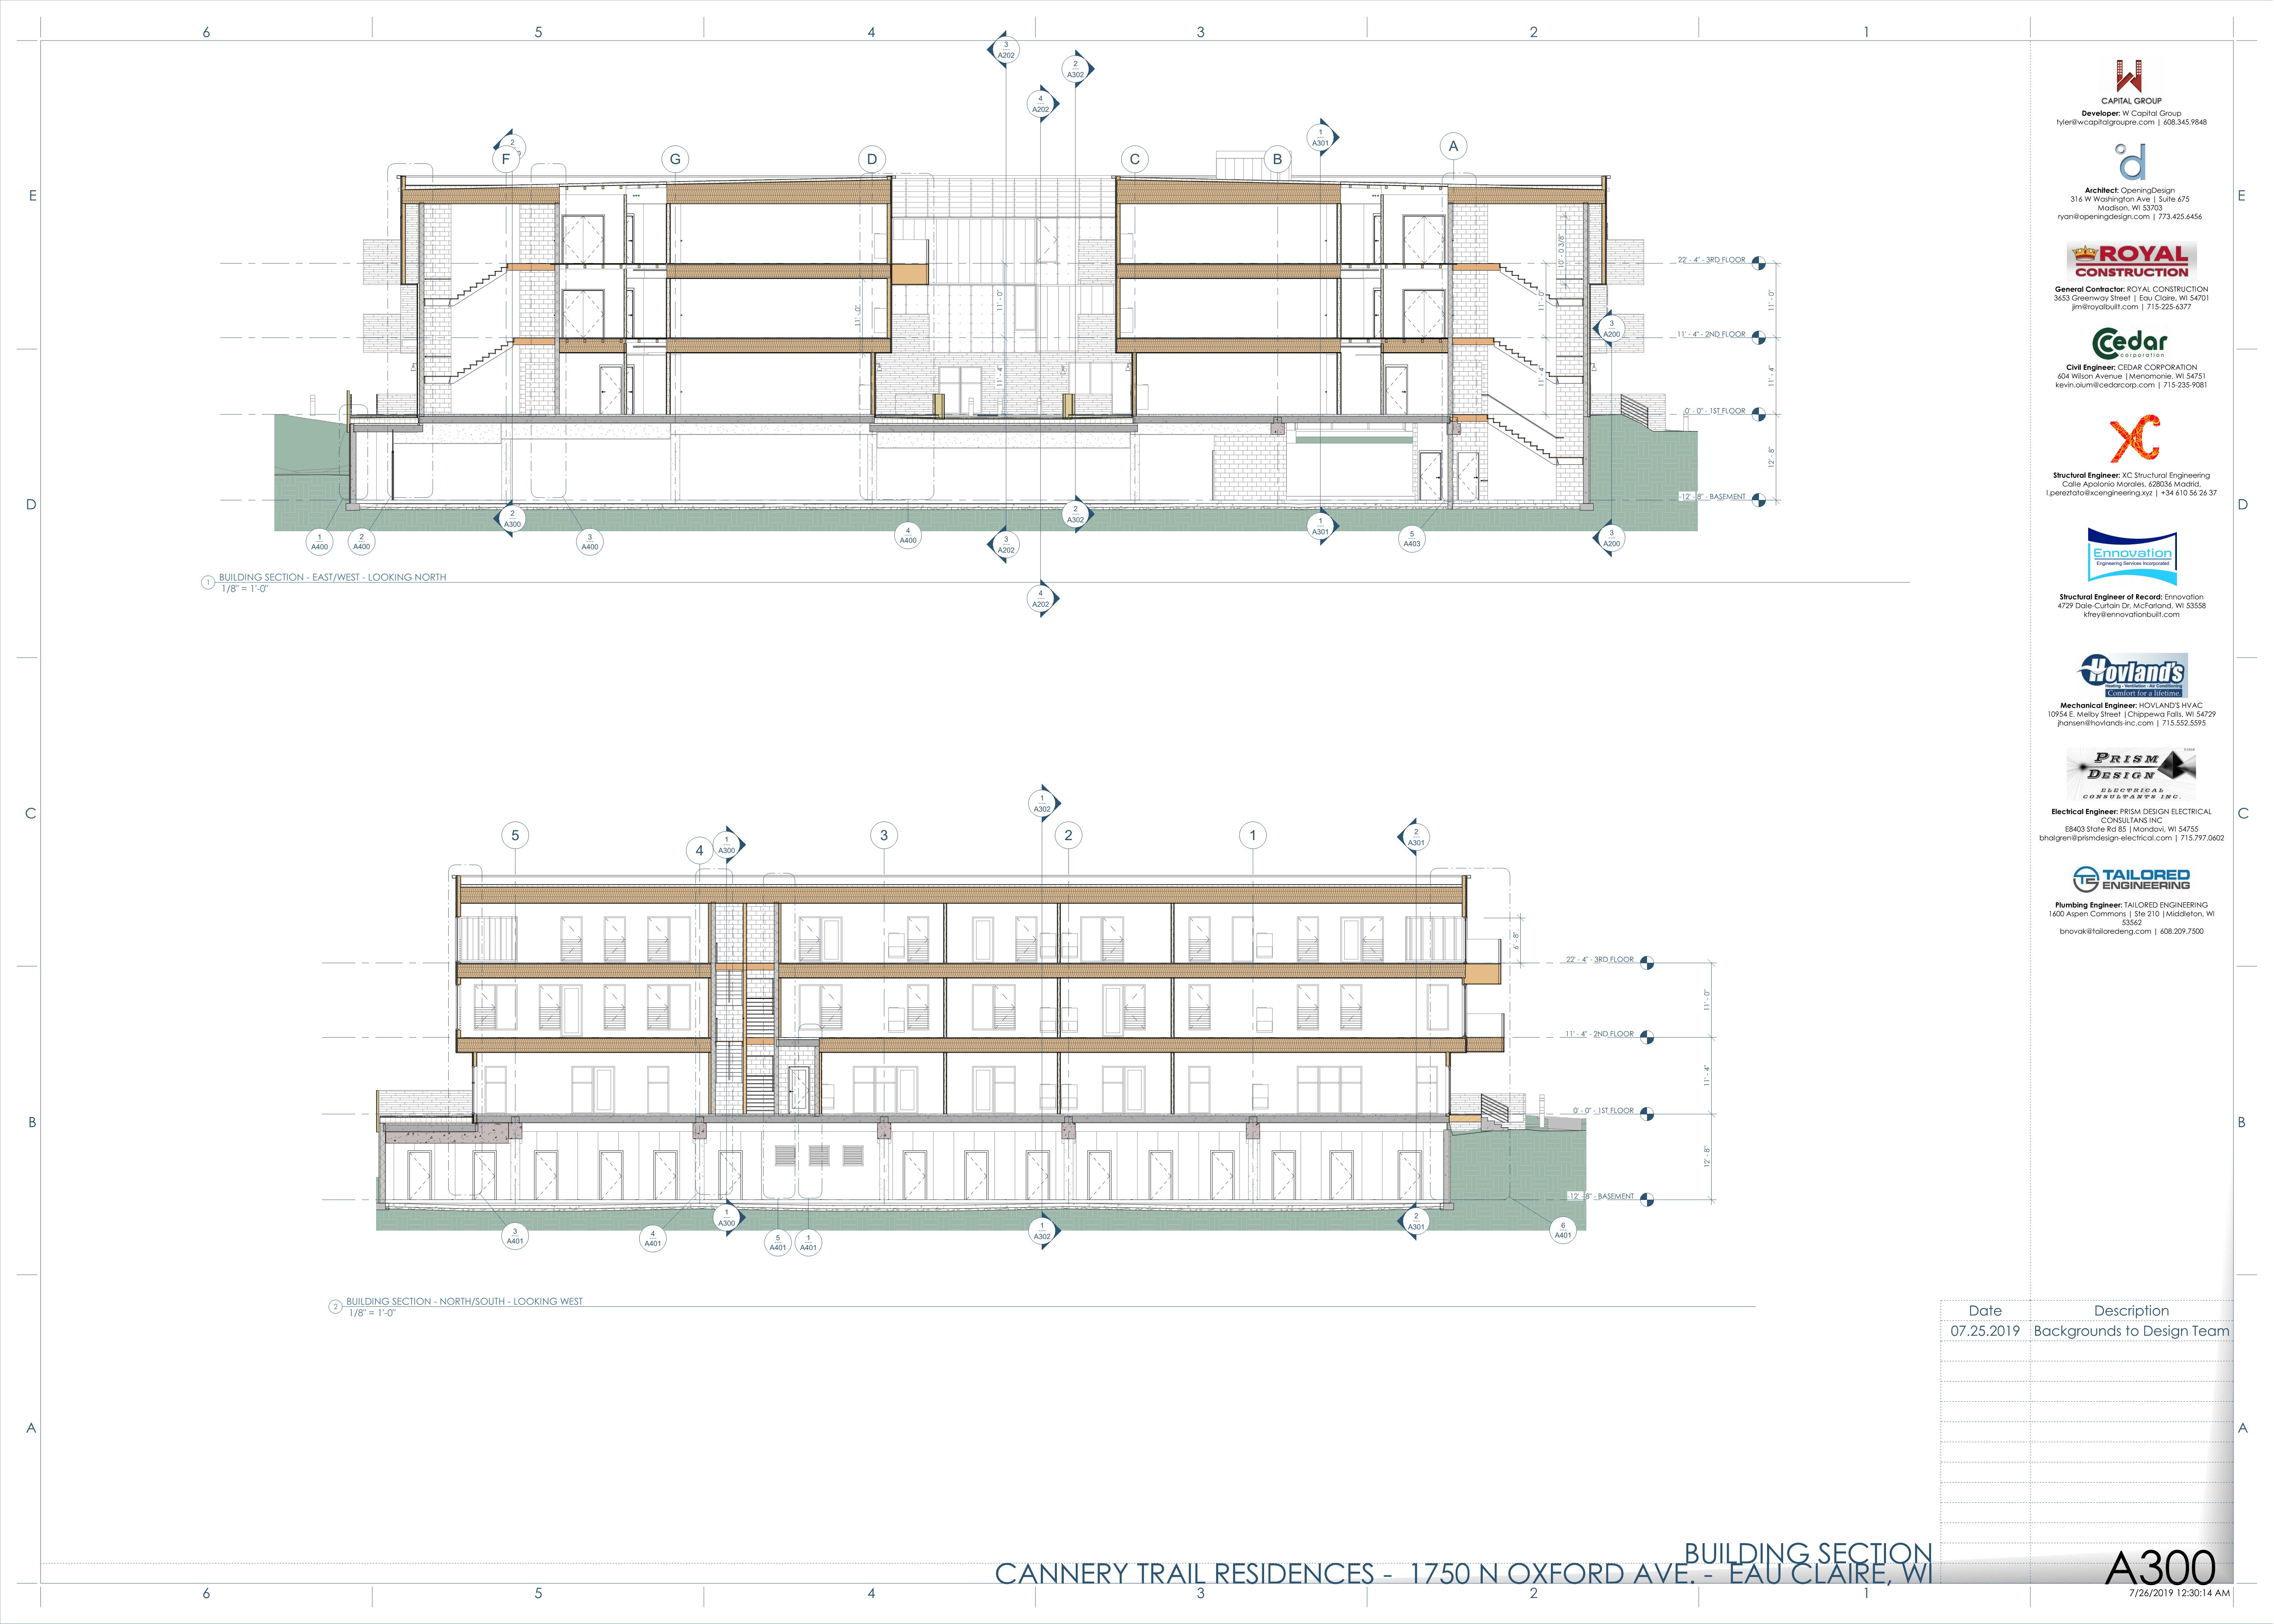 6 5 4 3 2 1
E
D
C
B
A
E
D
C
B
A
3
A202
2
A302
4
A202
1
A301
2
F
G
D
C
B
A
22' - 4" - 3RD FLOOR
11' - 4" - 2ND FLOOR
0' - 0" - 1ST FLOOR
-12' - 8" - BASEMENT
11' - 0"
11' - 0"
11' - 4"
10' - 0 3/8"
11' - 0"
11' - 4"
11' - 0"
11' - 4"
12' - 8"
3
A200
1
A400
2
A400
2
A300
3
A400
4
A400
3
A202
2
A302
1
A301
5
A403
3
A200
4
A202
1 BUILDING SECTION - EAST/WEST - LOOKING NORTH
1/8" = 1'-0"
1
A302
5
4
1
A300
3
2
1
2
A301
6' - 8"
22' - 4" - 3RD FLOOR
11' - 4" - 2ND FLOOR
0' - 0" - 1ST FLOOR
-12' - 8" - BASEMENT
11' - 0"
11' - 4"
12' - 8"
3
A401
4
A401
1
A300
5
A401
1
A401
1
A302
2
A301
6
A401
2 BUILDING SECTION - NORTH/SOUTH - LOOKING WEST
1/8" = 1'-0"
W
CAPITAL GROUP
Developer: W Capital Group
tyler@wcapitalgroupre.com | 608.345.9848
d
Architect: OpeningDesign
316 W Washington Ave | Suite 675
Madison, WI 53703
ryan@openingdesign.com | 773.425.6456
ROYAL
CONSTRUCTION
General Contractor: ROYAL CONSTRUCTION
3653 Greenway Street | Eau Claire, WI 54701
jim@royalbuilt.com | 715-225-6377
Cedar
corporation
Civil Engineer: CEDAR CORPORATION
604 Wilson Avenue |Menomonie, WI 54751
kevin.oium@cedarcorp.com | 715-235-9081
XC
Structural Engineer: XC Structural Engineering
Calle Apolonio Morales, 628036 Madrid.
l.pereztato@xcengineering.xyz | +34 610 56 26 37
Ennovation
Engineering Services Incorporated
Structural Engineer of Record: Ennovation
4729 Dale-Curtain Dr, McFarland, WI 53558
kfrey@ennovationbuilt.com
Hovland's
Heating - Ventilation - Air Conditioning
Comfort for a lifetime.
Mechanical Engineer: HOVLAND'S HVAC
10954 E. Melby Street |Chippewa Falls, WI 54729
jhansen@hovlands-inc.com | 715.552.5595
PRISM
DESIGN
ELECTRICAL
CONSULTANTS INC.
Electrical Engineer: PRISM DESIGN ELECTRICAL
CONSULTANS INC
E8403 State Rd 85 |Mondovi, WI 54755
bhalgren@prismdesign-electrical.com | 715.797.0602
TE TAILORED
ENGINEERING
Plumbing Engineer: TAILORED ENGINEERING
1600 Aspen Commons | Ste 210 |Middleton, WI
53562
bnovak@tailoredeng.com | 608.209.7500
Date Description
07.25.2019 Backgrounds to Design Team
BUILDING SECTION
CANNERY TRAIL RESIDENCES - 1750 N OXFORD AVE. - EAU CLAIRE, WI
A300
7/26/2019 12:30:14 AM
6 5 4 3 2 1